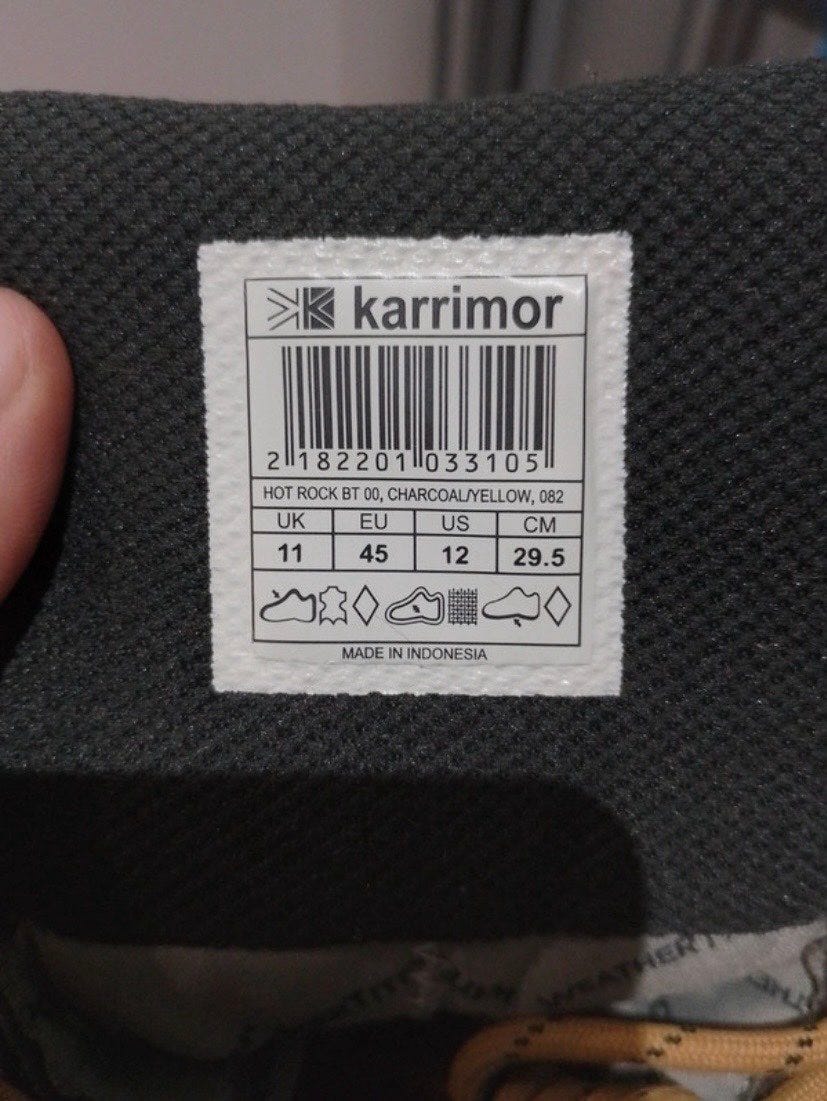 karrimor
2 182201 033105
HOT ROCK BT 00, CHARCOAL/YELLOW, 082
UK EU US CM
11 45 12 29.5
MADE IN INDONESIA
WEATHER